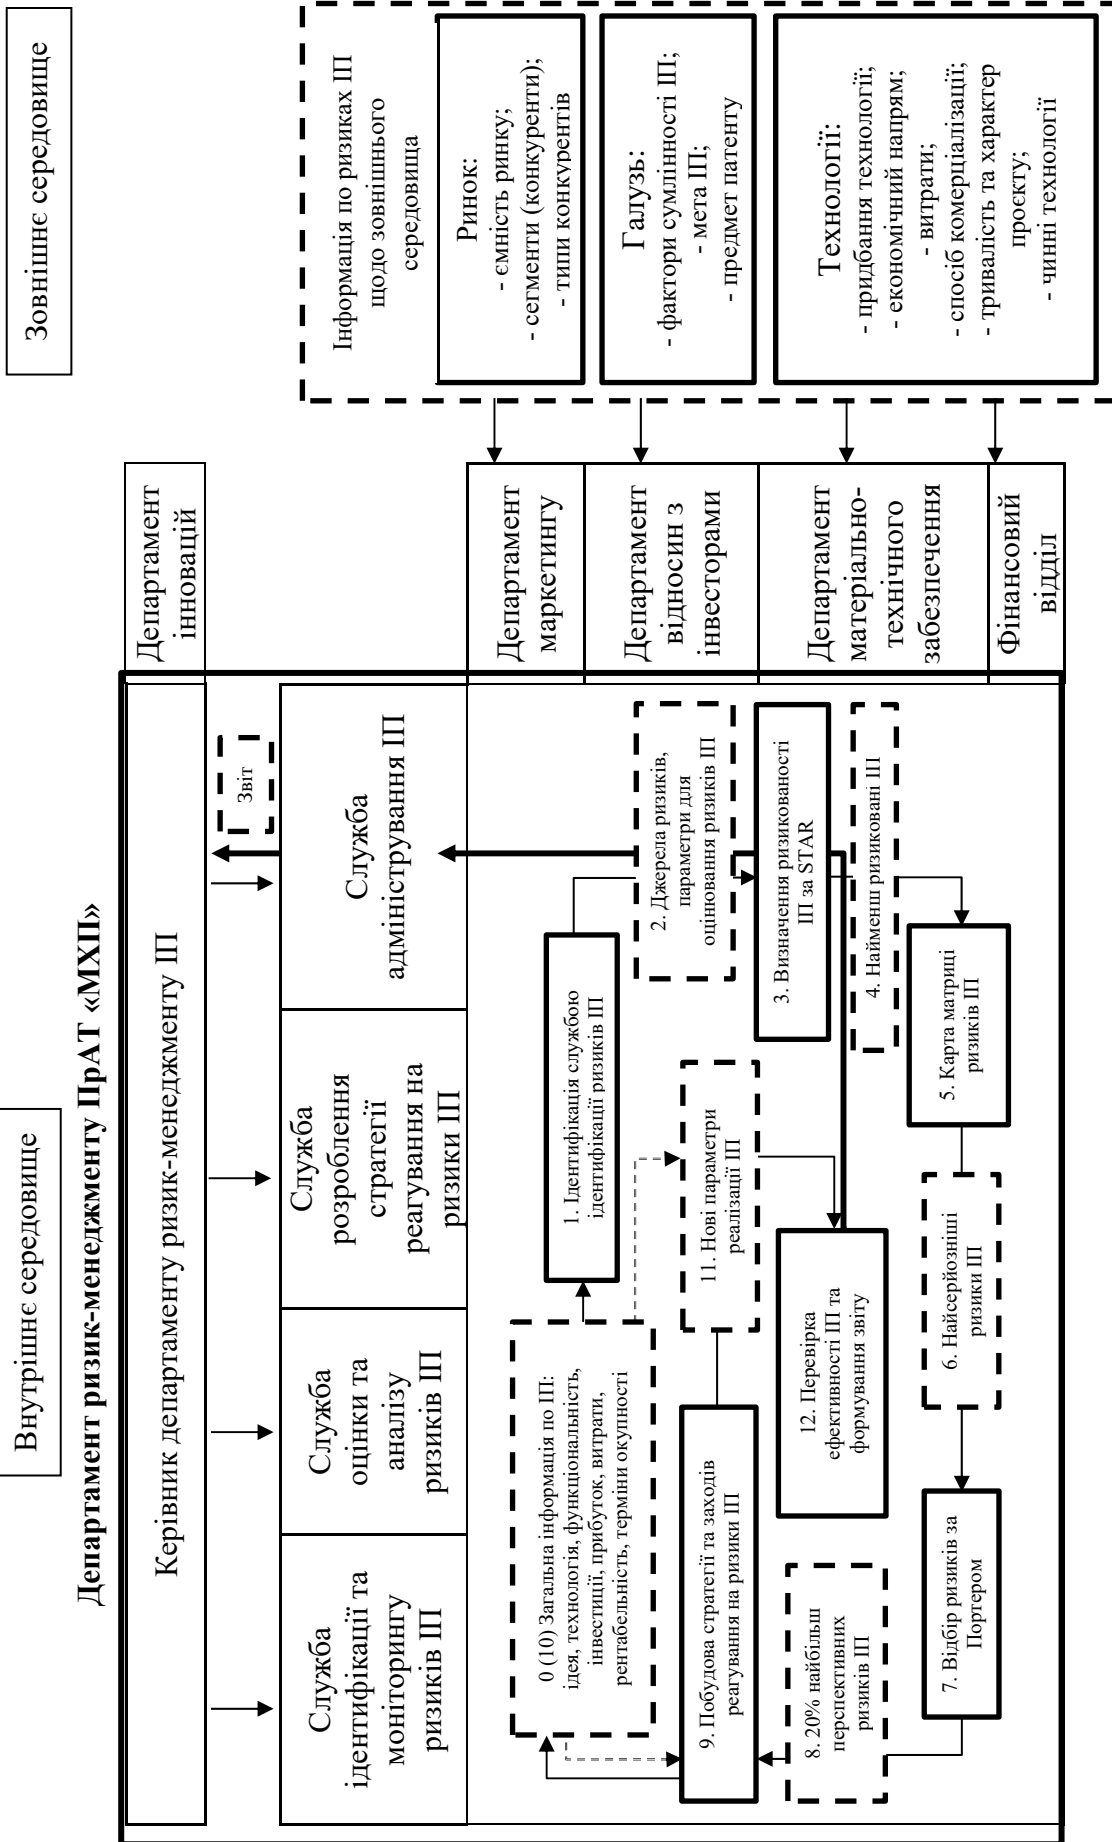 Внутрішнє середовище
Зовнішнє середовище
Департамент ризик-менеджменту ПрАТ «МХП»
Керівник департаменту ризик-менеджменту ІП
Департамент
інновацій
Звіт
Служба
ідентифікації та
моніторингу
ризиків ІП
Служба
оцінки та
аналізу
ризиків ІП
Служба
розроблення
стратегії
реагування на
ризики ІП
Служба
адміністрування ІП
0 (10) Загальна інформація по ІП:
ідея, технологія, функціональність,
інвестиції, прибуток, витрати,
рентабельність, терміни окупності
1. Ідентифікація службою
ідентифікації ризиків ІП
2. Джерела ризиків,
параметри для
оцінювання ризиків ІП
3. Визначення ризикованості
ІП за STAR
4. Найменш ризиковані ІП
5. Карта матриці
ризиків ІП
6. Найсерйозніші
ризики ІП
7. Відбір ризиків за
Портером
8. 20% найбільш
перспективних
ризиків ІП
9. Побудова стратегії та заходів
реагування на ризики ІП
11. Нові параметри
реалізації ІП
12. Перевірка
ефективності ІП та
формування звіту
Департамент
маркетингу
Департамент
відносин з
інвесторами
Департамент
матеріально-
технічного
забезпечення
Фінансовий
відділ
Інформація по ризиках ІП
щодо зовнішнього
середовища
Ринок:
- ємність ринку;
- сегменти (конкуренти);
- типи конкурентів
Галузь:
- фактори сумлінності ІП;
- мета ІП;
- предмет патенту
Технології:
- придбання технології;
- економічний напрям;
- витрати;
- спосіб комерціалізації;
- тривалість та характер
проєкту;
- чинні технології